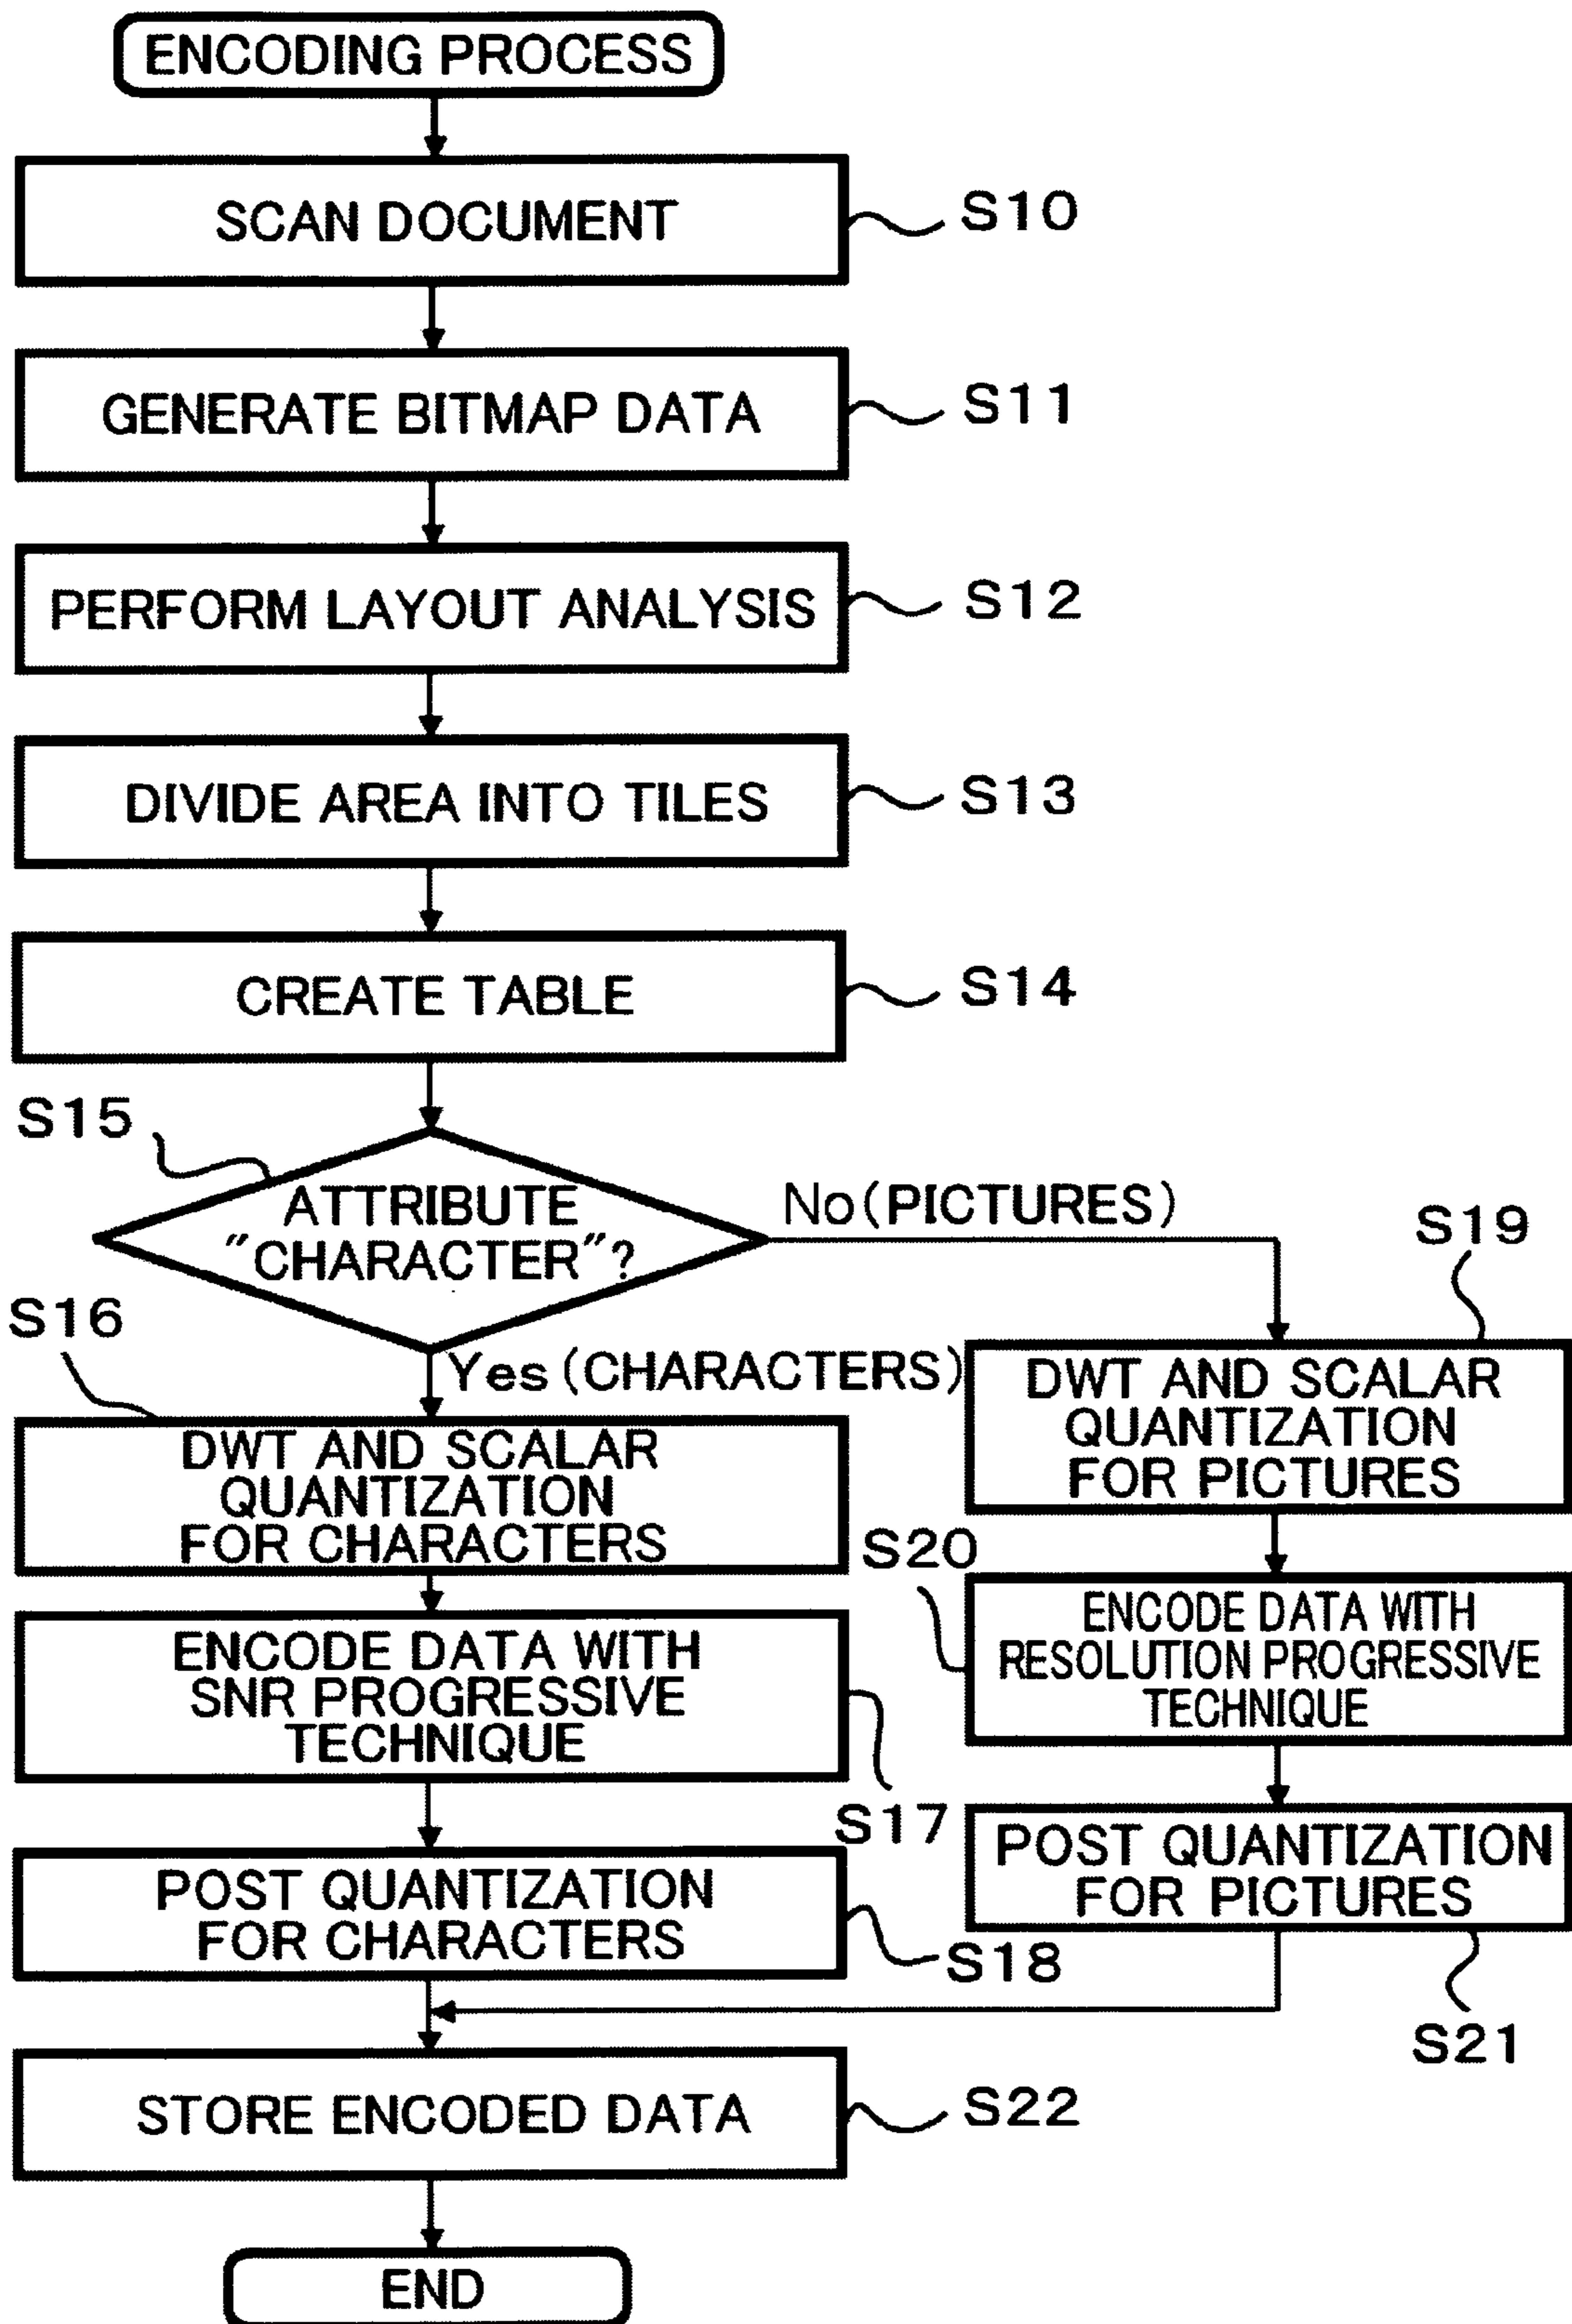 ENCODING PROCESS
SCAN DOCUMENT
S10
GENERATE BITMAP DATA
S11
PERFORM LAYOUT ANALYSIS
S12
DIVIDE AREA INTO TILES
S13
CREATE TABLE
S14
S15
ATTRIBUTE
"CHARACTER"?
No(PICTURES)
Yes(CHARACTERS)
S16
DWT AND SCALAR
QUANTIZATION
FOR CHARACTERS
ENCODE DATA WITH
SNR PROGRESSIVE
TECHNIQUE
S17
POST QUANTIZATION
FOR CHARACTERS
S18
S19
DWT AND SCALAR
QUANTIZATION
FOR PICTURES
S20
ENCODE DATA WITH
RESOLUTION PROGRESSIVE
TECHNIQUE
POST QUANTIZATION
FOR PICTURES
S21
STORE ENCODED DATA
S22
END